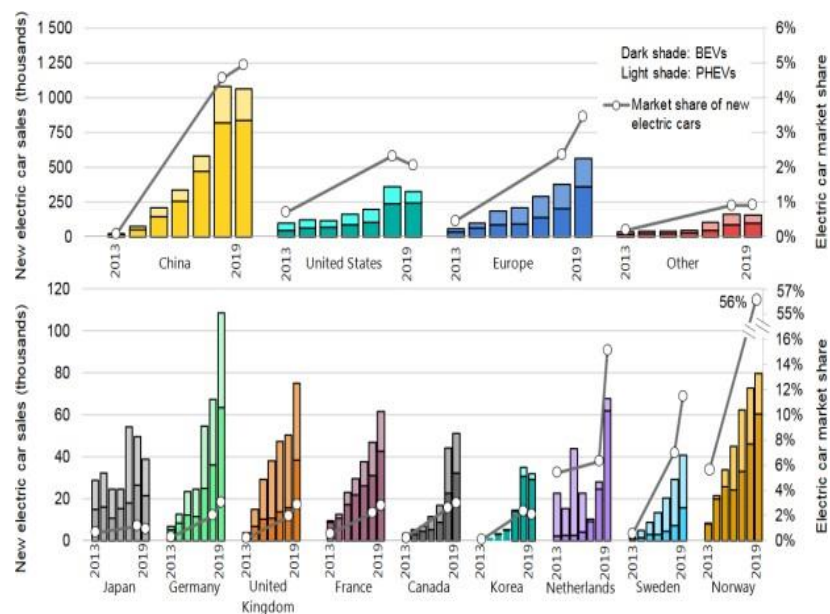 New electric car sales (thousands)
1 500
1 250
1 000
750
500
250
0
6%
5%
4%
3%
2%
1%
0%
Electric car market share
Dark shade: BEVs
Light shade: PHEVs
Market share of new
electric cars
2013
2019
China
2013
2019
United States
2013
2019
Europe
2013
2019
Other
New electric car sales (thousands)
120
100
80
60
40
20
0
56%
57%
55%
16%
14%
12%
10%
8%
6%
4%
2%
0%
Electric car market share
2013
2019
Japan
2013
2019
Germany
2013
2019
United
Kingdom
2013
2019
France
2013
2019
Canada
2013
2019
Korea
2013
2019
Netherlands
2013
2019
Sweden
2013
2019
Norway